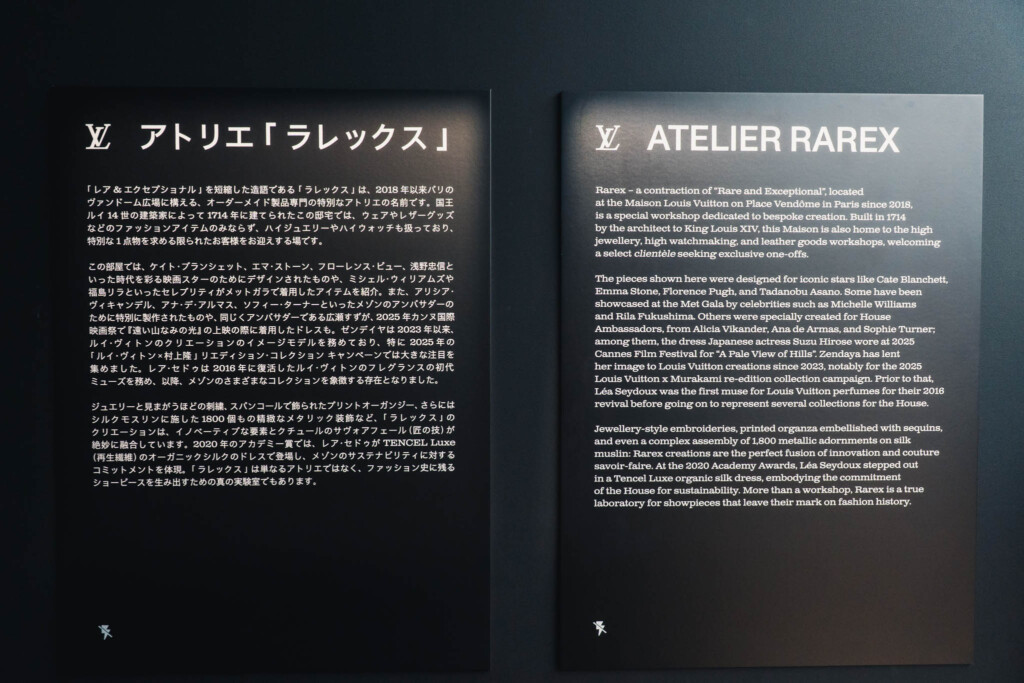 LV アトリエ「ラレックス」
「レア & エクセプショナル」を短縮した造語である「ラレックス」は、2018 年以来パリの
ヴァンドーム広場に構える、オーダーメイド製品専門の特別なアトリエの名前です。国王
ルイ 14 世の建築家によって 1714 年に建てられたこの邸宅では、ウェアやレザーグッズ
などのファッションアイテムのみならず、ハイジュエリーやハイウォッチも扱っており、
特別な 1 点物を求める限られたお客様をお迎えする場です。
この部屋では、ケイト・ブランシェット、エマ・ストーン、フローレンス・ピュー、浅野忠信と
いった時代を彩る映画スターのためにデザインされたものや、ミシェル・ウィリアムズや
福島リラといったセレブリティがメットガラで着用したアイテムを紹介。また、アリシア・
ヴィキャンデル、アナ・デ・アルマス、ソフィー・ターナーといったメゾンのアンバサダーの
ために特別に製作されたものや、同じくアンバサダーである広瀬すずが、2025 年カンヌ国際
映画祭で『遠い山なみの光』の上映の際に着用したドレスも。ゼンデイヤは 2023 年以来、
ルイ・ヴィトンのクリエーションのイメージモデルを務めており、特に 2025 年の
「ルイ・ヴィトン×村上隆」リエディション・コレクション キャンペーンでは大きな注目を
集めました。レア・セドゥは 2016 年に復活したルイ・ヴィトンのフレグランスの初代
ミューズを務め、以降、メゾンのさまざまなコレクションを象徴する存在となりました。
ジュエリーと見まがうほどの刺繍、スパンコールで飾られたプリントオーガンジー、さらには
シルクモスリンに施した 1800 個もの精緻なメタリック装飾など、「ラレックス」の
クリエーションは、イノベーティブな要素とクチュールのサヴォアフェール(匠の技)が
絶妙に融合しています。2020 年のアカデミー賞では、レア・セドゥが TENCEL Luxe
(再生繊維)のオーガニックシルクのドレスで登場し、メゾンのサステナビリティに対する
コミットメントを体現。「ラレックス」は単なるアトリエではなく、ファッション史に残る
ショーピースを生み出すための真の実験室でもあります。
LV ATELIER RAREX
Rarex – a contraction of "Rare and Exceptional", located
at the Maison Louis Vuitton on Place Vendôme in Paris since 2018,
is a special workshop dedicated to bespoke creation. Built in 1714
by the architect to King Louis XIV, this Maison is also home to the high
jewellery, high watchmaking, and leather goods workshops, welcoming
a select clientèle seeking exclusive one-offs.
The pieces shown here were designed for iconic stars like Cate Blanchett,
Emma Stone, Florence Pugh, and Tadanobu Asano. Some have been
showcased at the Met Gala by celebrities such as Michelle Williams
and Rila Fukushima. Others were specially created for House
Ambassadors, from Alicia Vikander, Ana de Armas, and Sophie Turner;
among them, the dress Japanese actress Suzu Hirose wore at 2025
Cannes Film Festival for "A Pale View of Hills". Zendaya has lent
her image to Louis Vuitton creations since 2023, notably for the 2025
Louis Vuitton x Murakami re-edition collection campaign. Prior to that,
Léa Seydoux was the first muse for Louis Vuitton perfumes for their 2016
revival before going on to represent several collections for the House.
Jewellery-style embroideries, printed organza embellished with sequins,
and even a complex assembly of 1,800 metallic adornments on silk
muslin: Rarex creations are the perfect fusion of innovation and couture
savoir-faire. At the 2020 Academy Awards, Léa Seydoux stepped out
in a Tencel Luxe organic silk dress, embodying the commitment
of the House for sustainability. More than a workshop, Rarex is a true
laboratory for showpieces that leave their mark on fashion history.